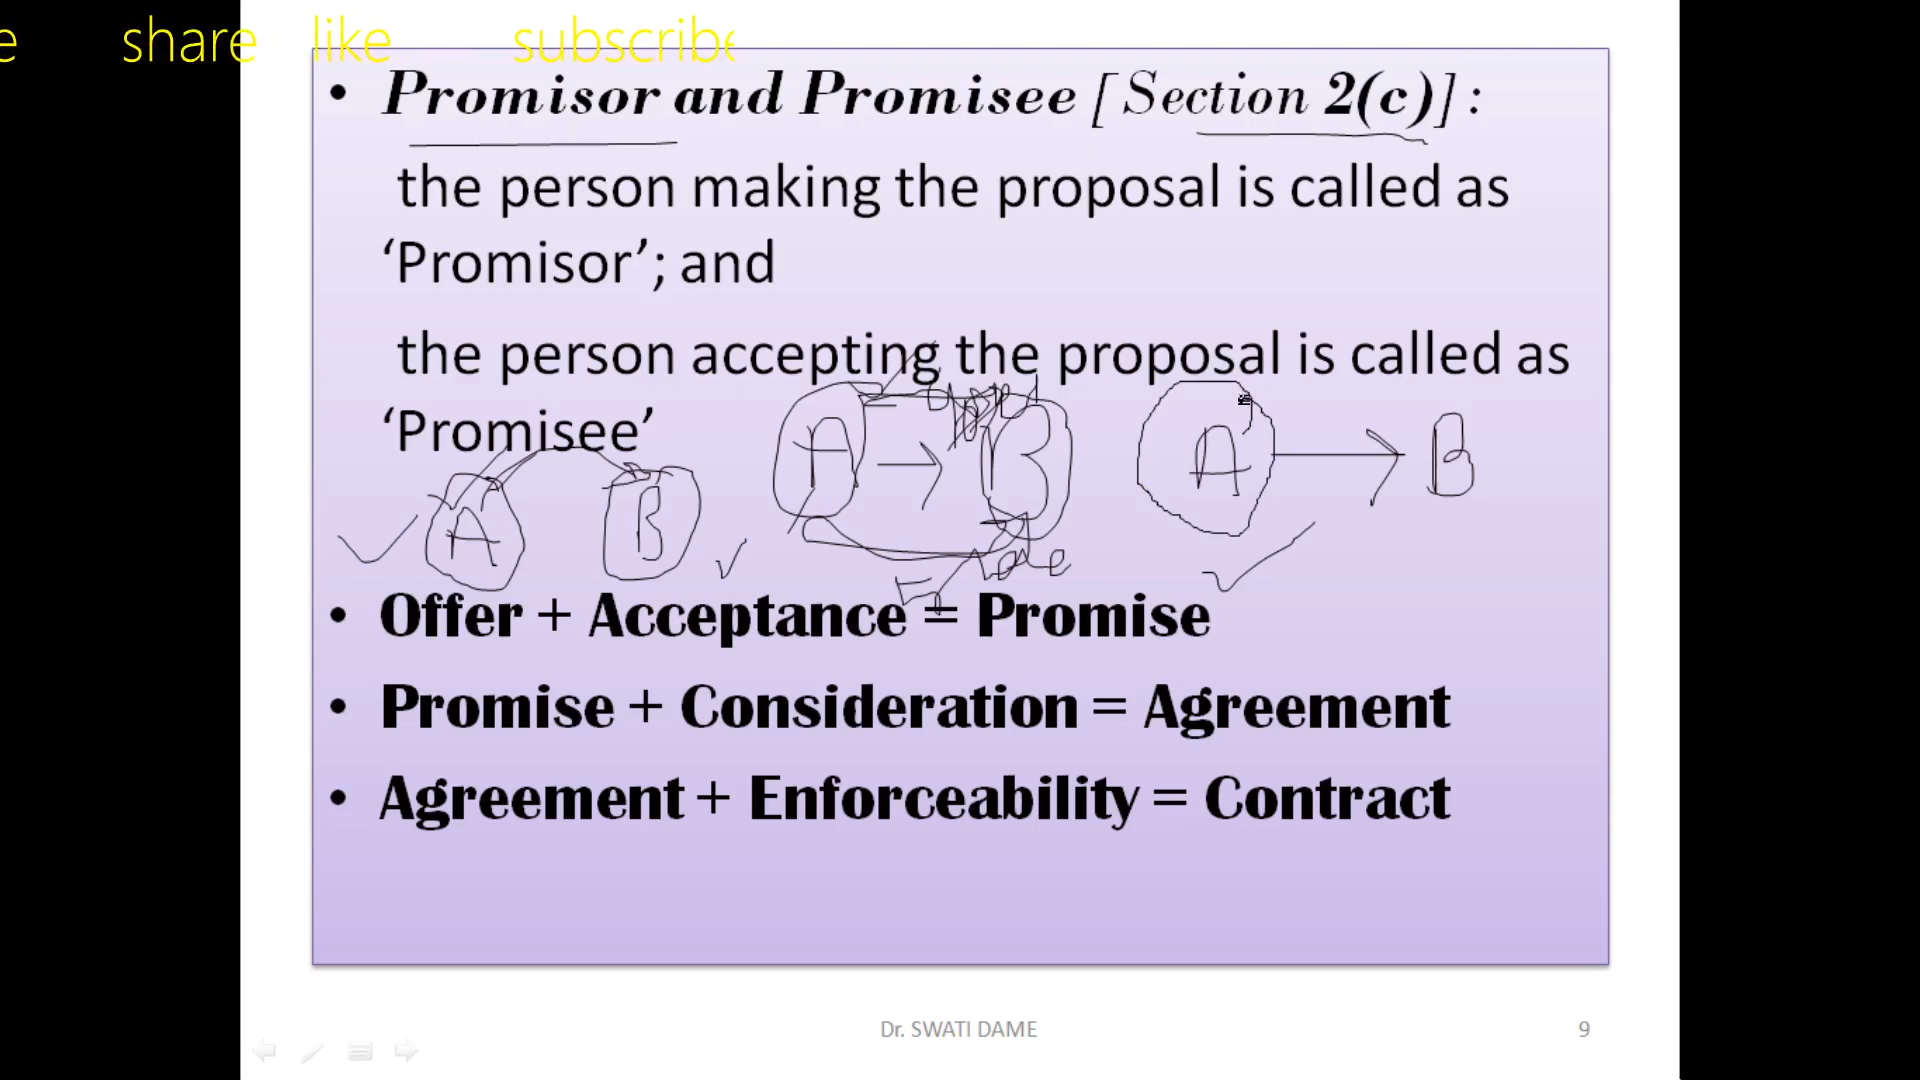 e share like subscribe
• Promisor and Promisee [Section 2(c)]:
the person making the proposal is called as
‘Promisor’; and
the person accepting the proposal is called as
‘Promisee’
A → B A → B
A B
• Offer + Acceptance = Promise
• Promise + Consideration = Agreement
• Agreement + Enforceability = Contract
Dr. SWATI DAME 9